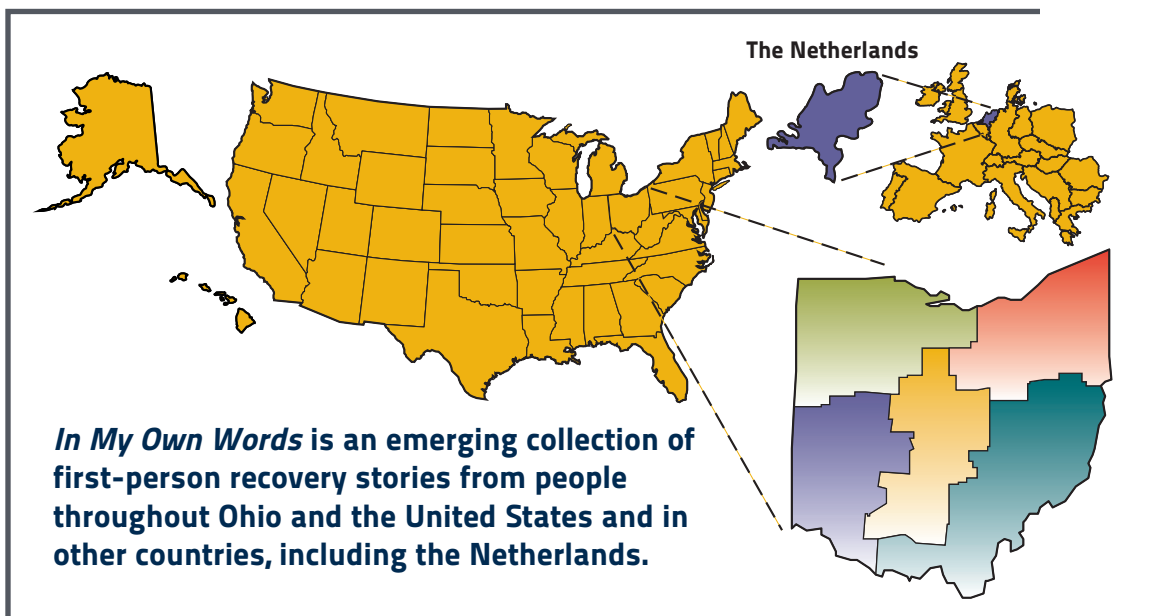 The Netherlands
In My Own Words is an emerging collection of
first-person recovery stories from people
throughout Ohio and the United States and in
other countries, including the Netherlands.